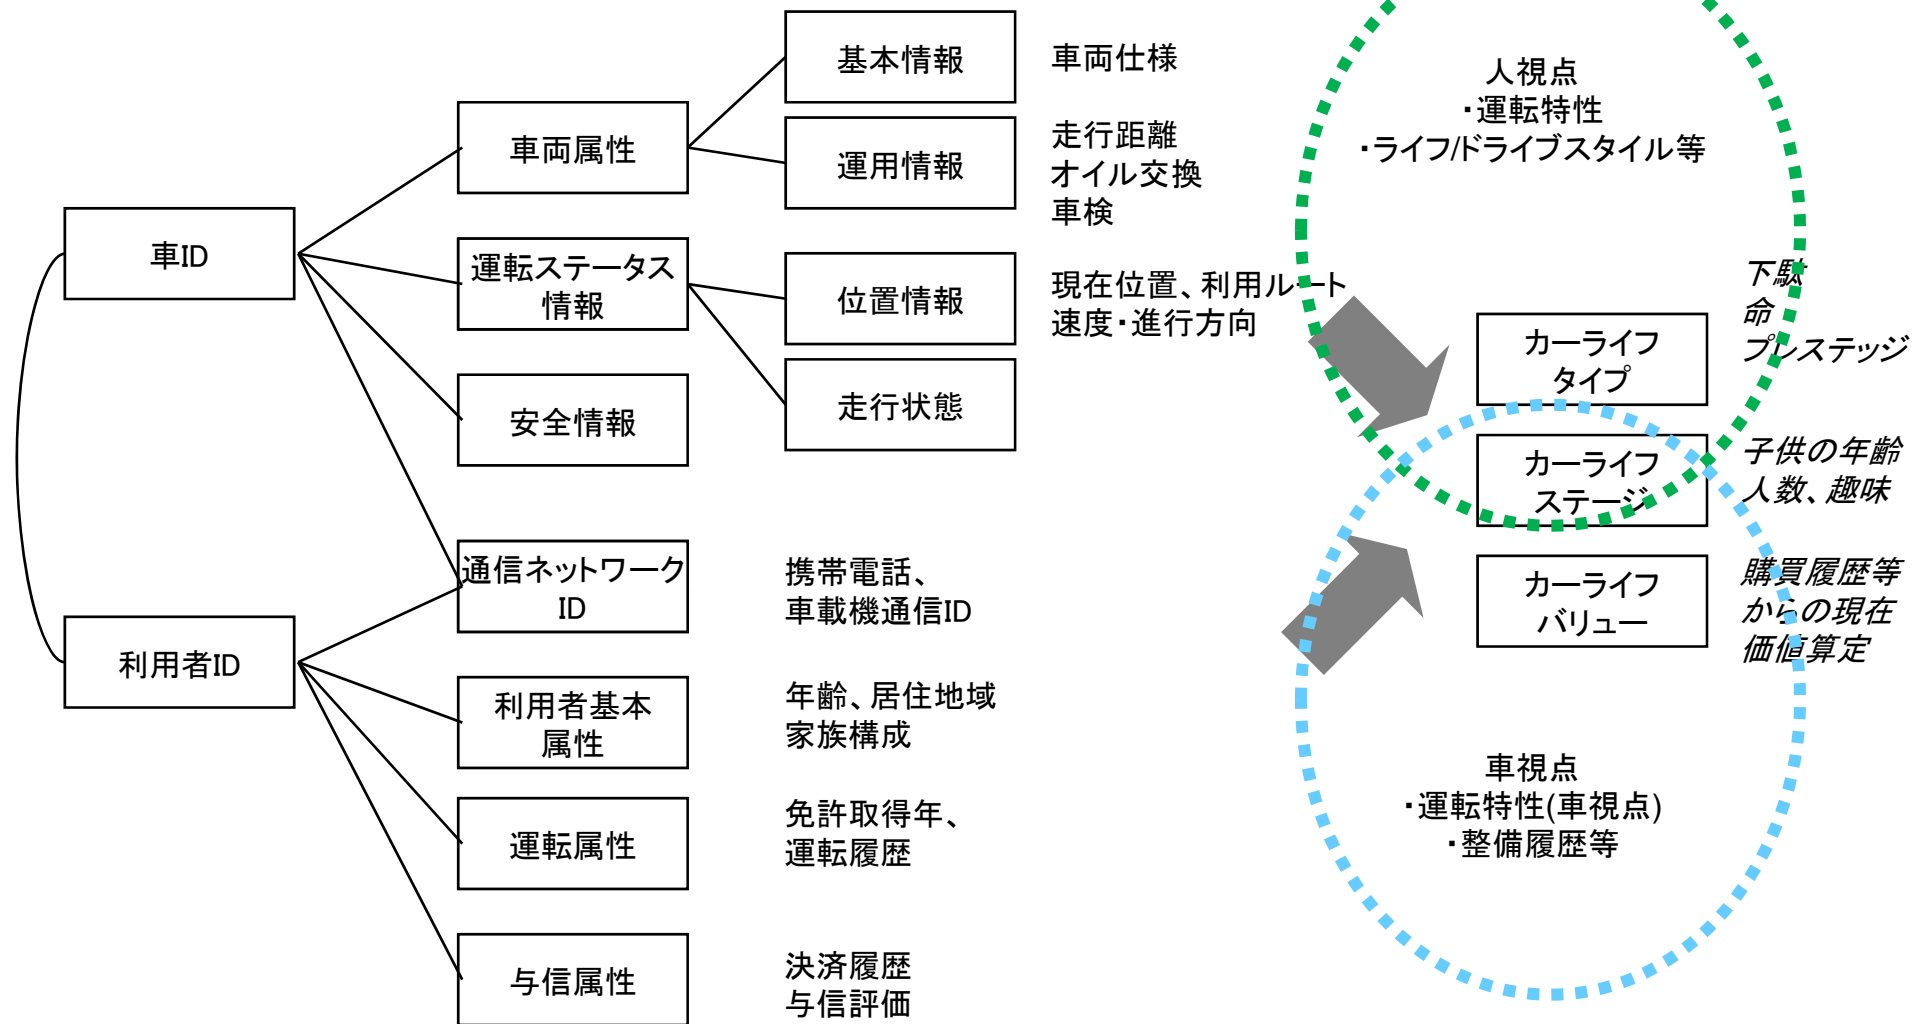 車ID
利用者ID
車両属性
運転ステータス
情報
安全情報
通信ネットワーク
ID
利用者基本
属性
運転属性
与信属性
基本情報
運用情報
位置情報
走行状態
車両仕様
走行距離
オイル交換
車検
現在位置、利用ルート
速度・進行方向
携帯電話、
車載機通信ID
年齢、居住地域
家族構成
免許取得年、
運転履歴
決済履歴
与信評価
人視点
・運転特性
・ライフ/ドライブスタイル等
カーライフ
タイプ
下駄
命
プレステッジ
カーライフ
ステージ
子供の年齢
人数、趣味
カーライフ
バリュー
購買履歴等
からの現在
価値算定
車視点
・運転特性(車視点)
・整備履歴等